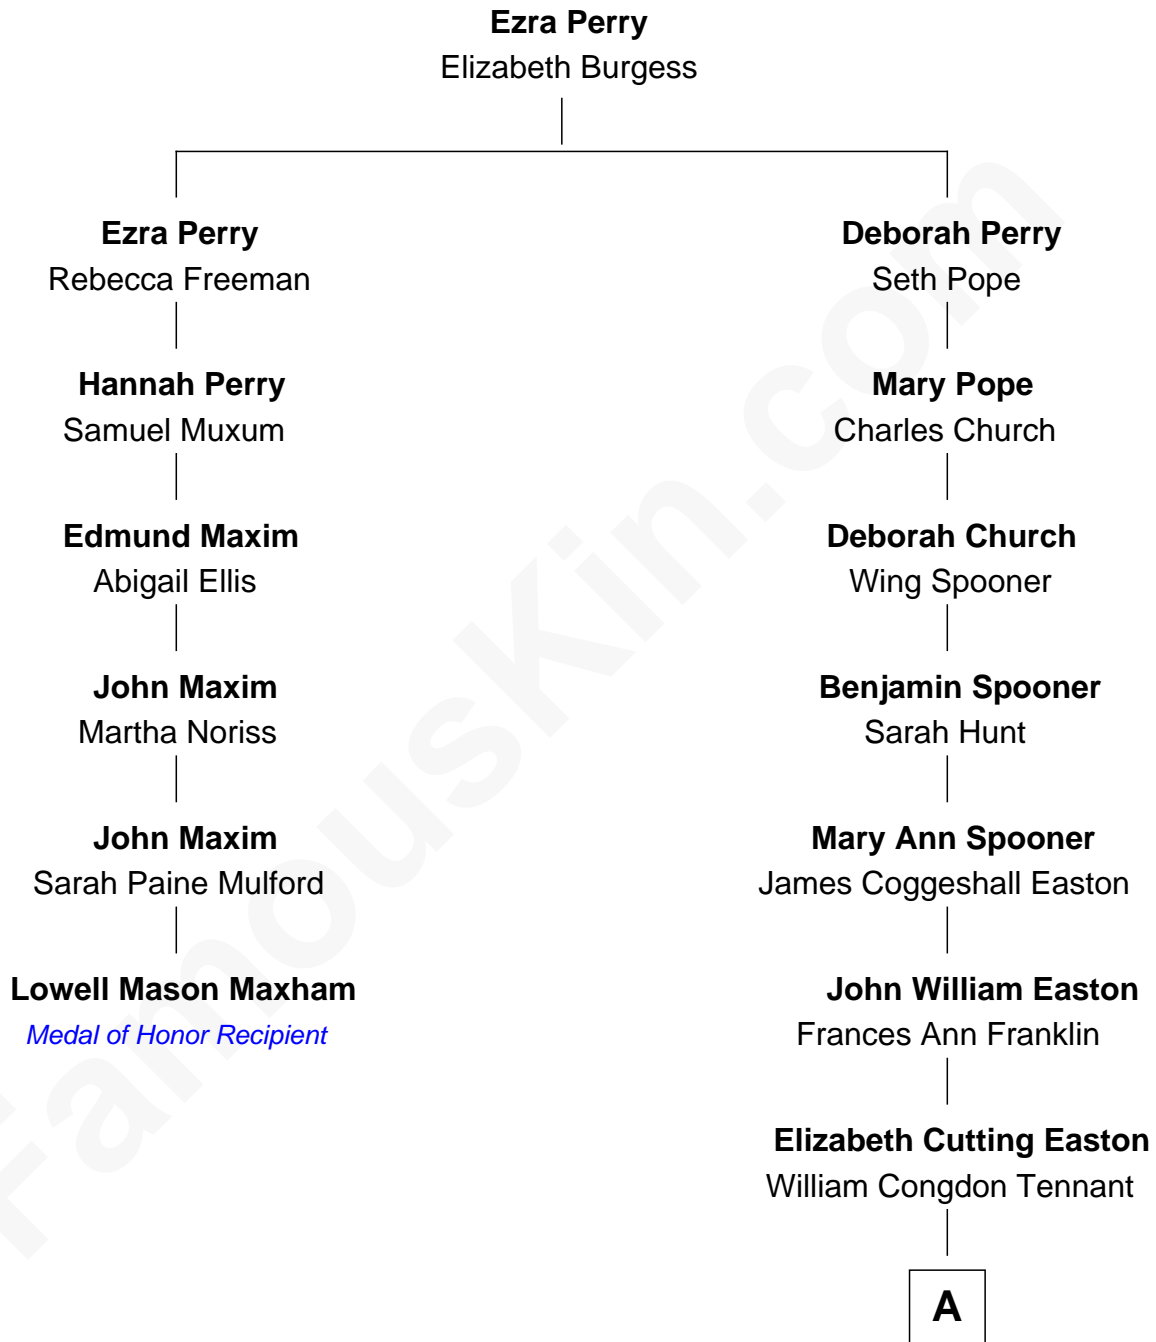 Ezra Perry
Elizabeth Burgess
Ezra Perry
Rebecca Freeman
Deborah Perry
Seth Pope
Hannah Perry
Samuel Muxum
Mary Pope
Charles Church
Edmund Maxim
Abigail Ellis
Deborah Church
Wing Spooner
John Maxim
Martha Noriss
Benjamin Spooner
Sarah Hunt
John Maxim
Sarah Paine Mulford
Mary Ann Spooner
James Coggeshall Easton
Lowell Mason Maxham
Medal of Honor Recipient
John William Easton
Frances Ann Franklin
Elizabeth Cutting Easton
William Congdon Tennant
A
FamousKin.com